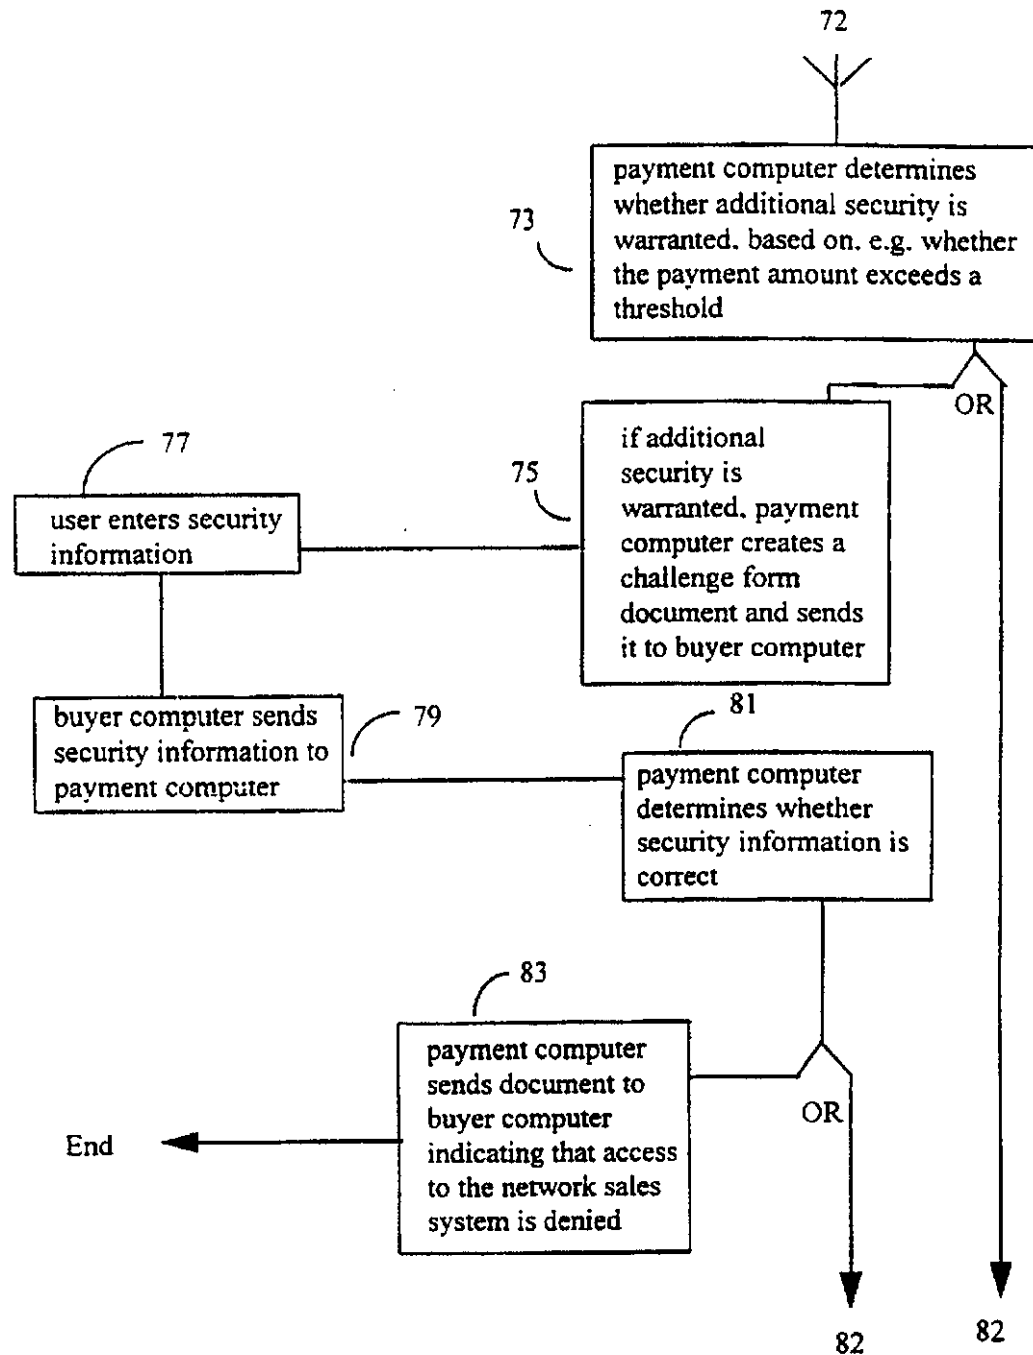 72
payment computer determines
whether additional security is
warranted. based on. e.g. whether
the payment amount exceeds a
threshold
73
OR
if additional
security is
warranted. payment
computer creates a
challenge form
document and sends
it to buyer computer
75
77
user enters security
information
buyer computer sends
security information to
payment computer
79
81
payment computer
determines whether
security information is
correct
83
payment computer
sends document to
buyer computer
indicating that access
to the network sales
system is denied
OR
End
82
82